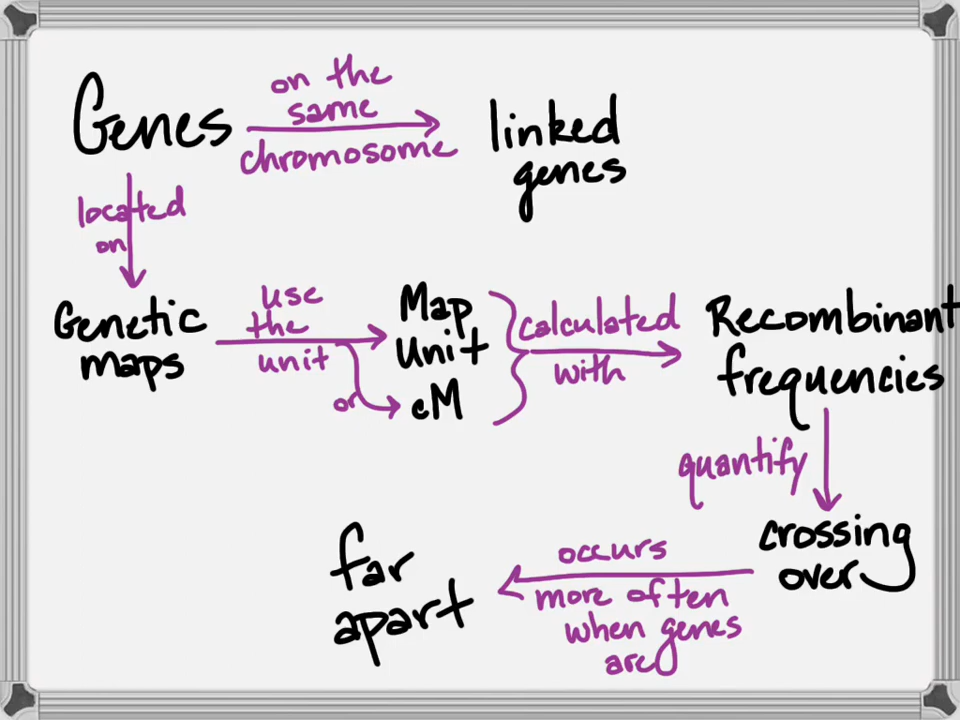 Genes
on the
same
chromosome
linked
genes
located
on
Genetic
maps
use
the
unit
or
Map
Unit
cM
calculated
with
Recombinant
frequencies
quantify
crossing
over
occurs
more often
when genes
are
far
apart